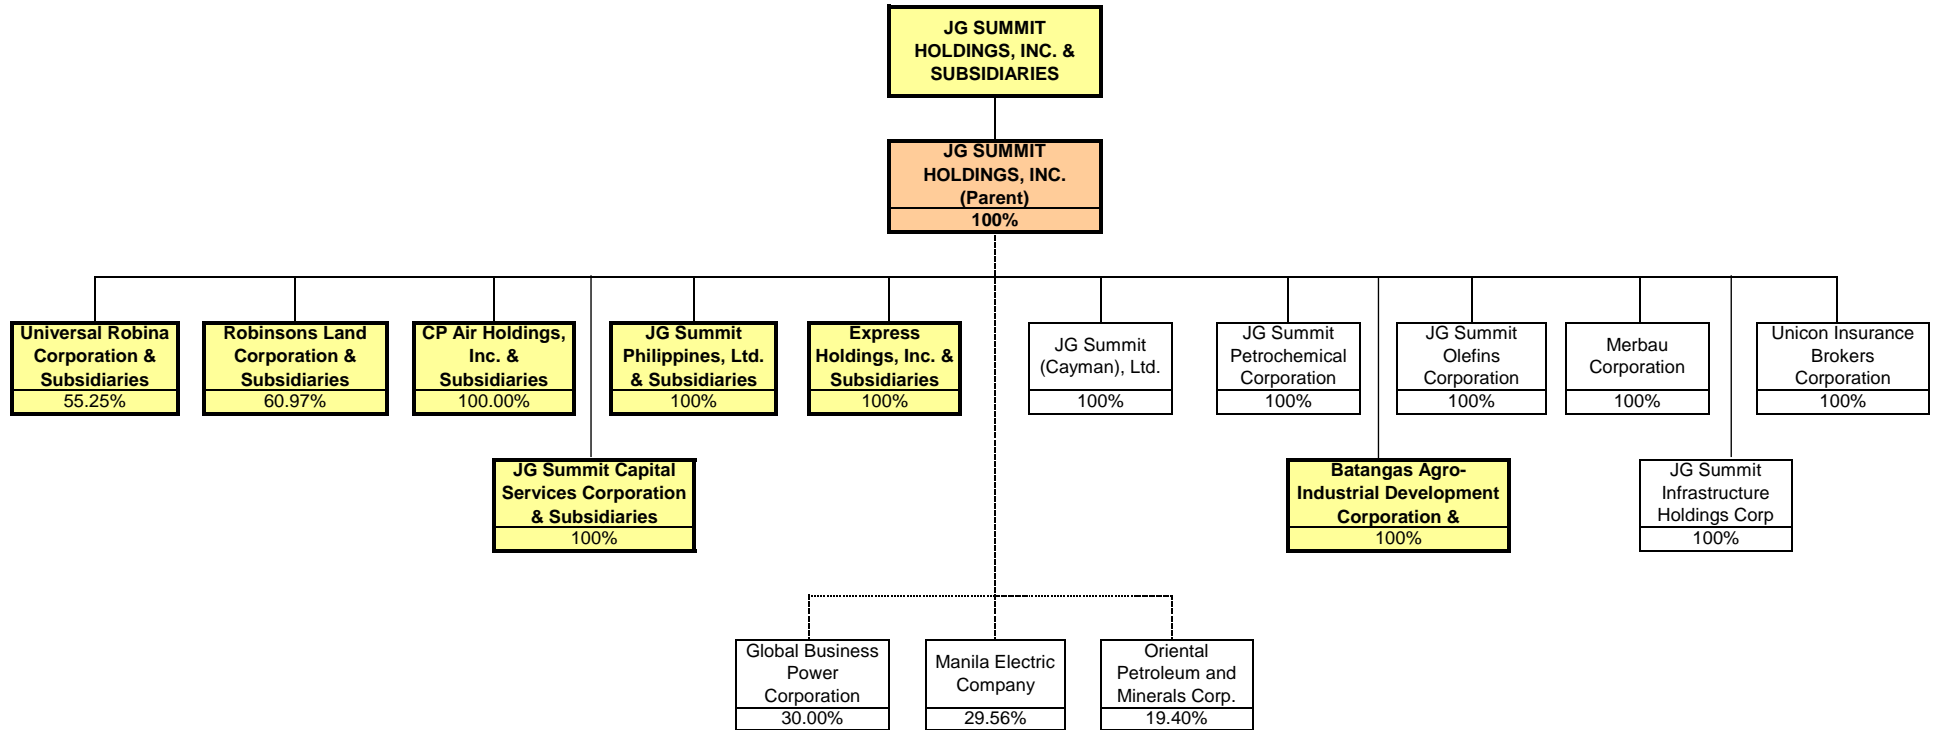 JG SUMMIT
HOLDINGS, INC. &
SUBSIDIARIES
JG SUMMIT
HOLDINGS, INC.
(Parent)
100%
Universal Robina
Corporation &
Subsidiaries
55.25%
Robinsons Land
Corporation &
Subsidiaries
60.97%
CP Air Holdings,
Inc. &
Subsidiaries
100.00%
JG Summit
Philippines, Ltd.
& Subsidiaries
100%
Express
Holdings, Inc. &
Subsidiaries
100%
JG Summit
(Cayman), Ltd.
100%
JG Summit
Petrochemical
Corporation
100%
JG Summit
Olefins
Corporation
100%
Merbau
Corporation
100%
Unicon Insurance
Brokers
Corporation
100%
JG Summit Capital
Services Corporation
& Subsidiaries
100%
Batangas Agro-
Industrial Development
Corporation &
100%
JG Summit
Infrastructure
Holdings Corp
100%
Global Business
Power
Corporation
30.00%
Manila Electric
Company
29.56%
Oriental
Petroleum and
Minerals Corp.
19.40%